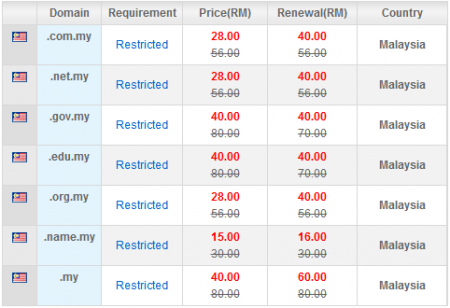 Domain Requirement Price(RM) Renewal(RM) Country
.com.my Restricted 28.00 40.00 Malaysia
56.00 56.00
.net.my Restricted 28.00 40.00 Malaysia
56.00 56.00
.gov.my Restricted 40.00 40.00 Malaysia
80.00 70.00
.edu.my Restricted 40.00 40.00 Malaysia
80.00 70.00
.org.my Restricted 28.00 40.00 Malaysia
56.00 56.00
.name.my Restricted 15.00 16.00 Malaysia
30.00 30.00
.my Restricted 40.00 60.00 Malaysia
80.00 80.00